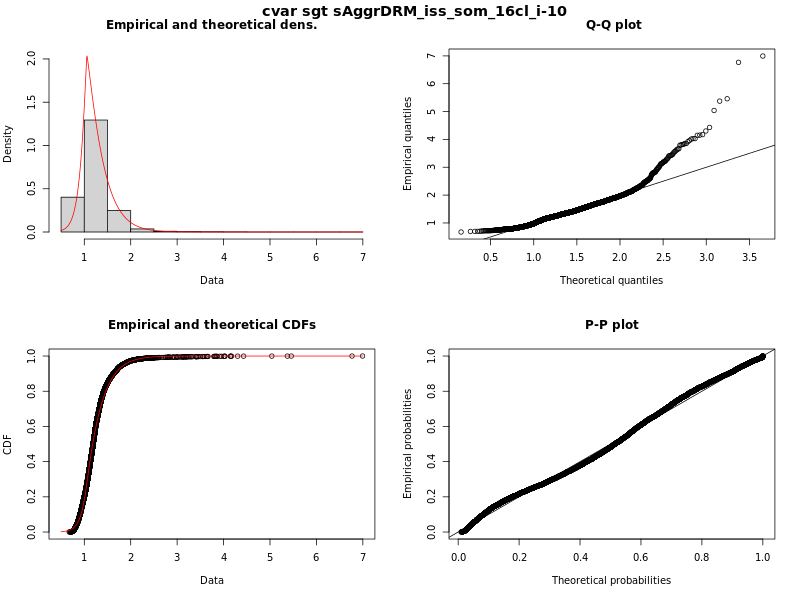 cvar sgt sAggrDRM_iss_som_16cl_i-10
Empirical and theoretical dens.
Density
0.0 0.5 1.0 1.5 2.0
1 2 3 4 5 6 7
Data
Q-Q plot
Empirical quantiles
1 2 3 4 5 6 7
0.5 1.0 1.5 2.0 2.5 3.0 3.5
Theoretical quantiles
Empirical and theoretical CDFs
CDF
0.0 0.2 0.4 0.6 0.8 1.0
1 2 3 4 5 6 7
Data
P-P plot
Empirical probabilities
0.0 0.2 0.4 0.6 0.8 1.0
0.0 0.2 0.4 0.6 0.8 1.0
Theoretical probabilities